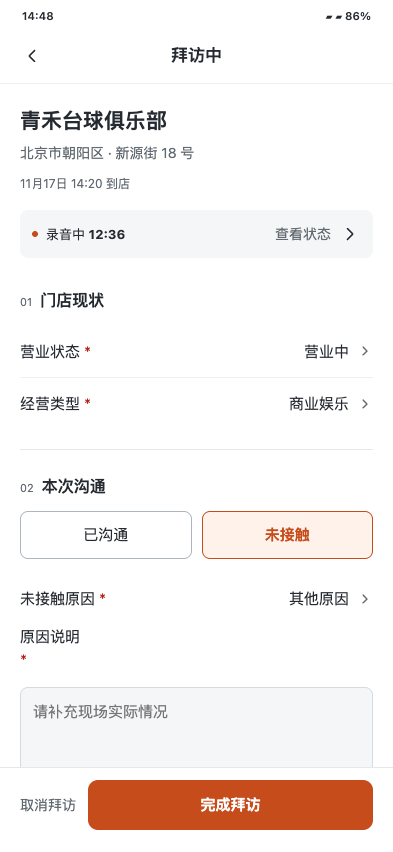 14:48
86%
拜访中
青禾台球俱乐部
北京市朝阳区 · 新源街 18 号
11月17日 14:20 到店
录音中 12:36 查看状态
01 门店现状
营业状态 * 营业中
经营类型 * 商业娱乐
02 本次沟通
已沟通 未接触
未接触原因 * 其他原因
原因说明
*
请补充现场实际情况
取消拜访 完成拜访